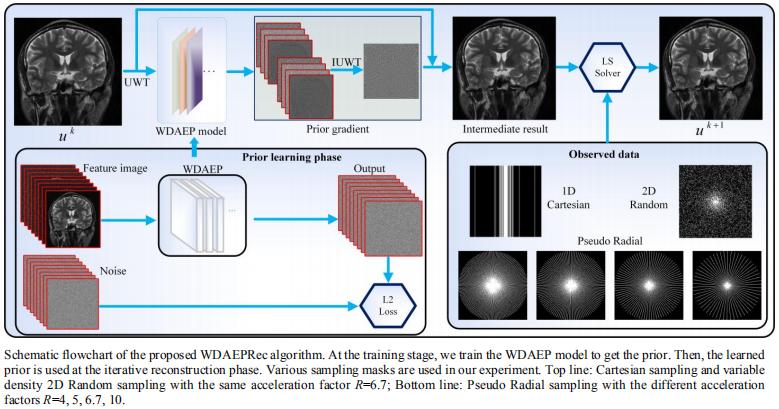 UWT
IUWT
LS
Solver
u^k
WDAEP model
Prior gradient
Intermediate result
u^{k+1}
Prior learning phase
Feature image
WDAEP
Output
...
...
Noise
L2
Loss
Observed data
1D
Cartesian
2D
Random
Pseudo Radial
Schematic flowchart of the proposed WDAEPRec algorithm. At the training stage, we train the WDAEP model to get the prior. Then, the learned
prior is used at the iterative reconstruction phase. Various sampling masks are used in our experiment. Top line: Cartesian sampling and variable
density 2D Random sampling with the same acceleration factor R=6.7; Bottom line: Pseudo Radial sampling with the different acceleration
factors R=4, 5, 6.7, 10.